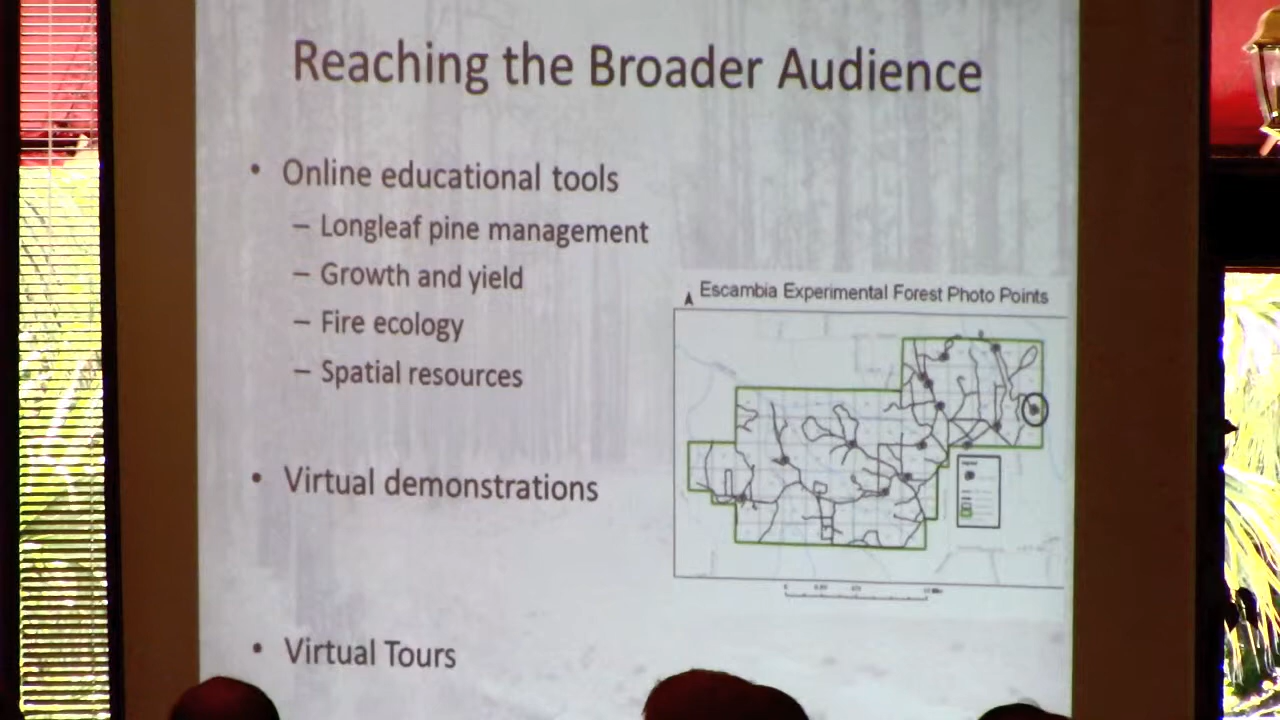 Reaching the Broader Audience
• Online educational tools
– Longleaf pine management
– Growth and yield
– Fire ecology
– Spatial resources
• Virtual demonstrations
• Virtual Tours
Escambia Experimental Forest Photo Points